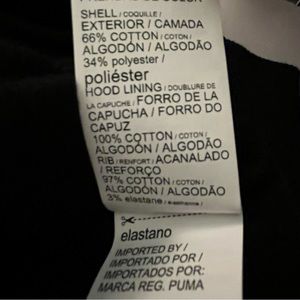 SHELL / COQUILLE /
EXTERIOR / CAMADA
66% COTTON / COTON /
ALGODÓN / ALGODÃO
34% polyester /
poliéster
HOOD LINING / DOUBLURE DE
LA CAPUCHE / FORRO DE LA
CAPUCHA / FORRO DO
CAPUZ
100% COTTON / COTON /
ALGODÓN / ALGODÃO
RIB / RENFORT / ACANALADO
/ REFORÇO
97% COTTON / COTON /
ALGODÓN / ALGODÃO
3% elastane / elasthanne /
elastano
IMPORTED BY /
IMPORTADO POR /
IMPORTADOS POR:
MARCA REG. PUMA